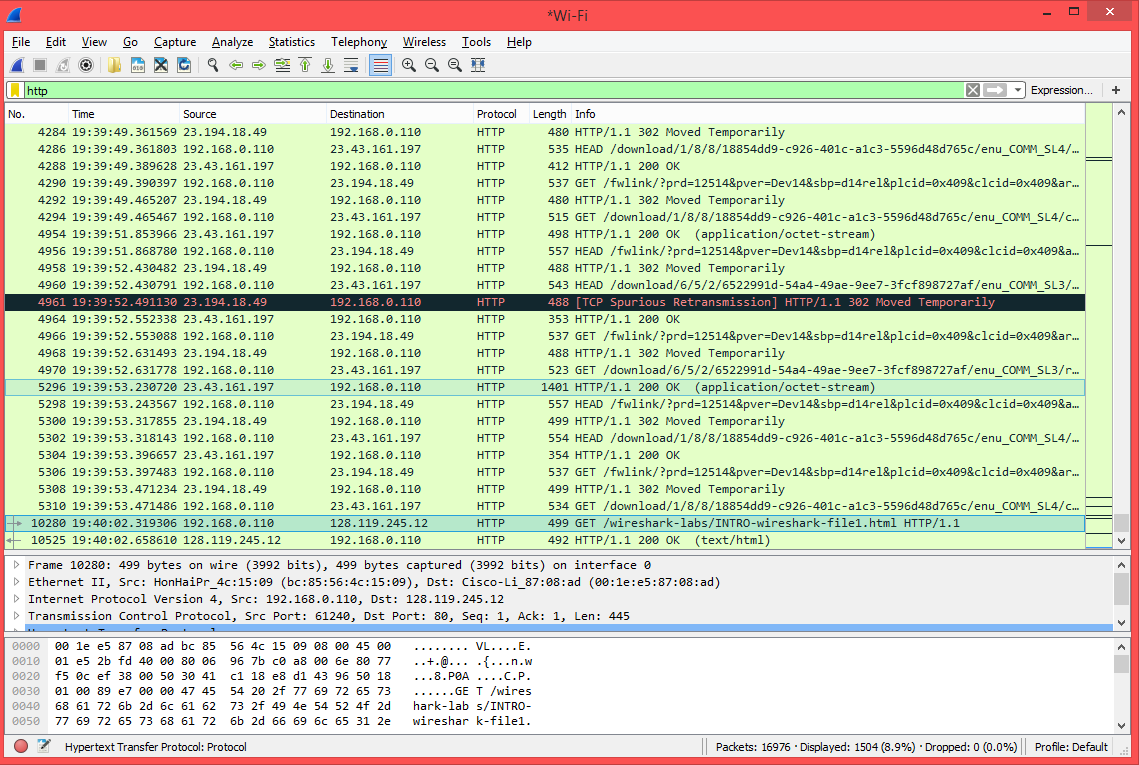 *Wi-Fi
File Edit View Go Capture Analyze Statistics Telephony Wireless Tools Help
http Expression... +
No. Time Source Destination Protocol Length Info
4284 19:39:49.361569 23.194.18.49 192.168.0.110 HTTP 480 HTTP/1.1 302 Moved Temporarily
4286 19:39:49.361803 192.168.0.110 23.43.161.197 HTTP 535 HEAD /download/1/8/8/18854dd9-c926-401c-a1c3-5596d48d765c/enu_COMM_SL4/…
4288 19:39:49.389628 23.43.161.197 192.168.0.110 HTTP 412 HTTP/1.1 200 OK
4290 19:39:49.390397 192.168.0.110 23.194.18.49 HTTP 537 GET /fwlink/?prd=12514&pver=Dev14&sbp=d14rel&plcid=0x409&clcid=0x409&ar…
4292 19:39:49.465207 23.194.18.49 192.168.0.110 HTTP 480 HTTP/1.1 302 Moved Temporarily
4294 19:39:49.465467 192.168.0.110 23.43.161.197 HTTP 515 GET /download/1/8/8/18854dd9-c926-401c-a1c3-5596d48d765c/enu_COMM_SL4/c…
4954 19:39:51.853966 23.43.161.197 192.168.0.110 HTTP 498 HTTP/1.1 200 OK (application/octet-stream)
4956 19:39:51.868780 192.168.0.110 23.194.18.49 HTTP 557 HEAD /fwlink/?prd=12514&pver=Dev14&sbp=d14rel&plcid=0x409&clcid=0x409&a…
4958 19:39:52.430482 23.194.18.49 192.168.0.110 HTTP 488 HTTP/1.1 302 Moved Temporarily
4960 19:39:52.430791 192.168.0.110 23.43.161.197 HTTP 543 HEAD /download/6/5/2/6522991d-54a4-49ae-9ee7-3fcf898727af/enu_COMM_SL3/…
4961 19:39:52.491130 23.194.18.49 192.168.0.110 HTTP 488 [TCP Spurious Retransmission] HTTP/1.1 302 Moved Temporarily
4964 19:39:52.552338 23.43.161.197 192.168.0.110 HTTP 353 HTTP/1.1 200 OK
4966 19:39:52.553088 192.168.0.110 23.194.18.49 HTTP 537 GET /fwlink/?prd=12514&pver=Dev14&sbp=d14rel&plcid=0x409&clcid=0x409&ar…
4968 19:39:52.631493 23.194.18.49 192.168.0.110 HTTP 488 HTTP/1.1 302 Moved Temporarily
4970 19:39:52.631778 192.168.0.110 23.43.161.197 HTTP 523 GET /download/6/5/2/6522991d-54a4-49ae-9ee7-3fcf898727af/enu_COMM_SL3/r…
5296 19:39:53.230720 23.43.161.197 192.168.0.110 HTTP 1401 HTTP/1.1 200 OK (application/octet-stream)
5298 19:39:53.243567 192.168.0.110 23.194.18.49 HTTP 557 HEAD /fwlink/?prd=12514&pver=Dev14&sbp=d14rel&plcid=0x409&clcid=0x409&a…
5300 19:39:53.317855 23.194.18.49 192.168.0.110 HTTP 499 HTTP/1.1 302 Moved Temporarily
5302 19:39:53.318143 192.168.0.110 23.43.161.197 HTTP 554 HEAD /download/1/8/8/18854dd9-c926-401c-a1c3-5596d48d765c/enu_COMM_SL4/…
5304 19:39:53.396657 23.43.161.197 192.168.0.110 HTTP 354 HTTP/1.1 200 OK
5306 19:39:53.397483 192.168.0.110 23.194.18.49 HTTP 537 GET /fwlink/?prd=12514&pver=Dev14&sbp=d14rel&plcid=0x409&clcid=0x409&ar…
5308 19:39:53.471234 23.194.18.49 192.168.0.110 HTTP 499 HTTP/1.1 302 Moved Temporarily
5310 19:39:53.471486 192.168.0.110 23.43.161.197 HTTP 534 GET /download/1/8/8/18854dd9-c926-401c-a1c3-5596d48d765c/enu_COMM_SL4/c…
10280 19:40:02.319306 192.168.0.110 128.119.245.12 HTTP 499 GET /wireshark-labs/INTRO-wireshark-file1.html HTTP/1.1
10525 19:40:02.658610 128.119.245.12 192.168.0.110 HTTP 492 HTTP/1.1 200 OK (text/html)
Frame 10280: 499 bytes on wire (3992 bits), 499 bytes captured (3992 bits) on interface 0
Ethernet II, Src: HonHaiPr_4c:15:09 (bc:85:56:4c:15:09), Dst: Cisco-Li_87:08:ad (00:1e:e5:87:08:ad)
Internet Protocol Version 4, Src: 192.168.0.110, Dst: 128.119.245.12
Transmission Control Protocol, Src Port: 61240, Dst Port: 80, Seq: 1, Ack: 1, Len: 445
0000 00 1e e5 87 08 ad bc 85 56 4c 15 09 08 00 45 00 ........ VL....E.
0010 01 e5 2b fd 40 00 80 06 96 7b c0 a8 00 6e 80 77 ..+.@... .{...n.w
0020 f5 0c ef 38 00 50 30 41 c1 18 e8 d1 43 96 50 18 ...8.P0A ....C.P.
0030 01 00 89 e7 00 00 47 45 54 20 2f 77 69 72 65 73 ......GE T /wires
0040 68 61 72 6b 2d 6c 61 62 73 2f 49 4e 54 52 4f 2d hark-lab s/INTRO-
0050 77 69 72 65 73 68 61 72 6b 2d 66 69 6c 65 31 2e wireshar k-file1.
Hypertext Transfer Protocol: Protocol Packets: 16976 · Displayed: 1504 (8.9%) · Dropped: 0 (0.0%) Profile: Default